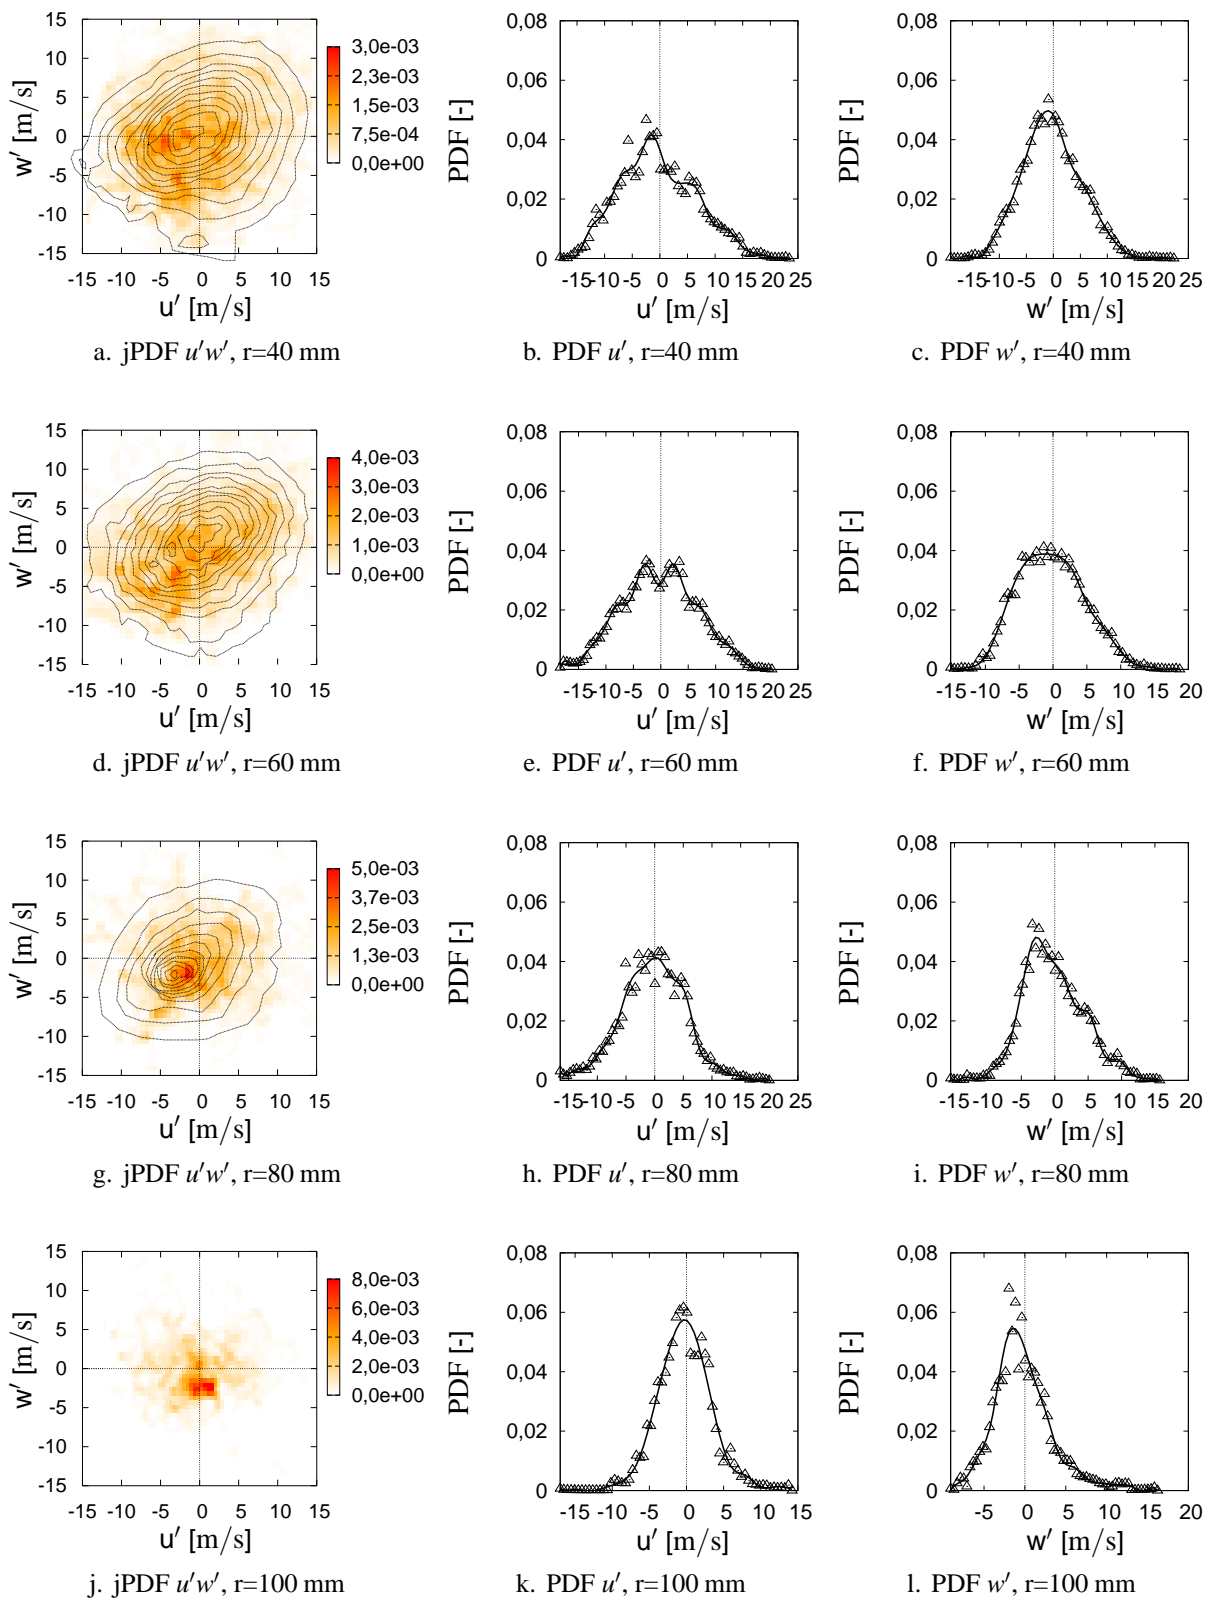 15
10
5
0
-5
-10
-15
w′ [m/s]
-15 -10 -5 0 5 10 15
u′ [m/s]
3,0e-03
2,3e-03
1,5e-03
7,5e-04
0,0e+00
a. jPDF u′w′, r=40 mm
0,08
0,06
0,04
0,02
0
PDF [-]
-15 -10 -5 0 5 10 15 20 25
u′ [m/s]
b. PDF u′, r=40 mm
0,08
0,06
0,04
0,02
0
PDF [-]
-15 -10 -5 0 5 10 15 20 25
w′ [m/s]
c. PDF w′, r=40 mm
15
10
5
0
-5
-10
-15
w′ [m/s]
-15 -10 -5 0 5 10 15
u′ [m/s]
4,0e-03
3,0e-03
2,0e-03
1,0e-03
0,0e+00
d. jPDF u′w′, r=60 mm
0,08
0,06
0,04
0,02
0
PDF [-]
-15 -10 -5 0 5 10 15 20 25
u′ [m/s]
e. PDF u′, r=60 mm
0,08
0,06
0,04
0,02
0
PDF [-]
-15 -10 -5 0 5 10 15 20
w′ [m/s]
f. PDF w′, r=60 mm
15
10
5
0
-5
-10
-15
w′ [m/s]
-15 -10 -5 0 5 10 15
u′ [m/s]
5,0e-03
3,7e-03
2,5e-03
1,3e-03
0,0e+00
g. jPDF u′w′, r=80 mm
0,08
0,06
0,04
0,02
0
PDF [-]
-15 -10 -5 0 5 10 15 20 25
u′ [m/s]
h. PDF u′, r=80 mm
0,08
0,06
0,04
0,02
0
PDF [-]
-15 -10 -5 0 5 10 15 20
w′ [m/s]
i. PDF w′, r=80 mm
15
10
5
0
-5
-10
-15
w′ [m/s]
-15 -10 -5 0 5 10 15
u′ [m/s]
8,0e-03
6,0e-03
4,0e-03
2,0e-03
0,0e+00
j. jPDF u′w′, r=100 mm
0,08
0,06
0,04
0,02
0
PDF [-]
-15 -10 -5 0 5 10 15
u′ [m/s]
k. PDF u′, r=100 mm
0,08
0,06
0,04
0,02
0
PDF [-]
-5 0 5 10 15 20
w′ [m/s]
l. PDF w′, r=100 mm